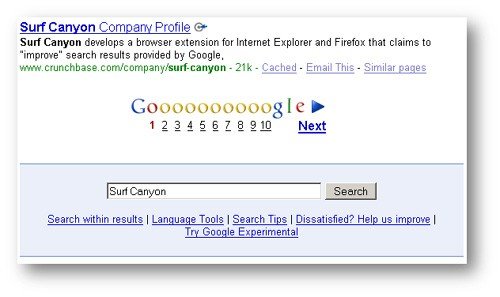 Surf Canyon Company Profile
Surf Canyon develops a browser extension for Internet Explorer and Firefox that claims to
"improve" search results provided by Google,
www.crunchbase.com/company/surf-canyon - 21k - Cached - Email This - Similar pages
Goooooooooogle
1 2 3 4 5 6 7 8 9 10 Next
Surf Canyon Search
Search within results | Language Tools | Search Tips | Dissatisfied? Help us improve |
Try Google Experimental